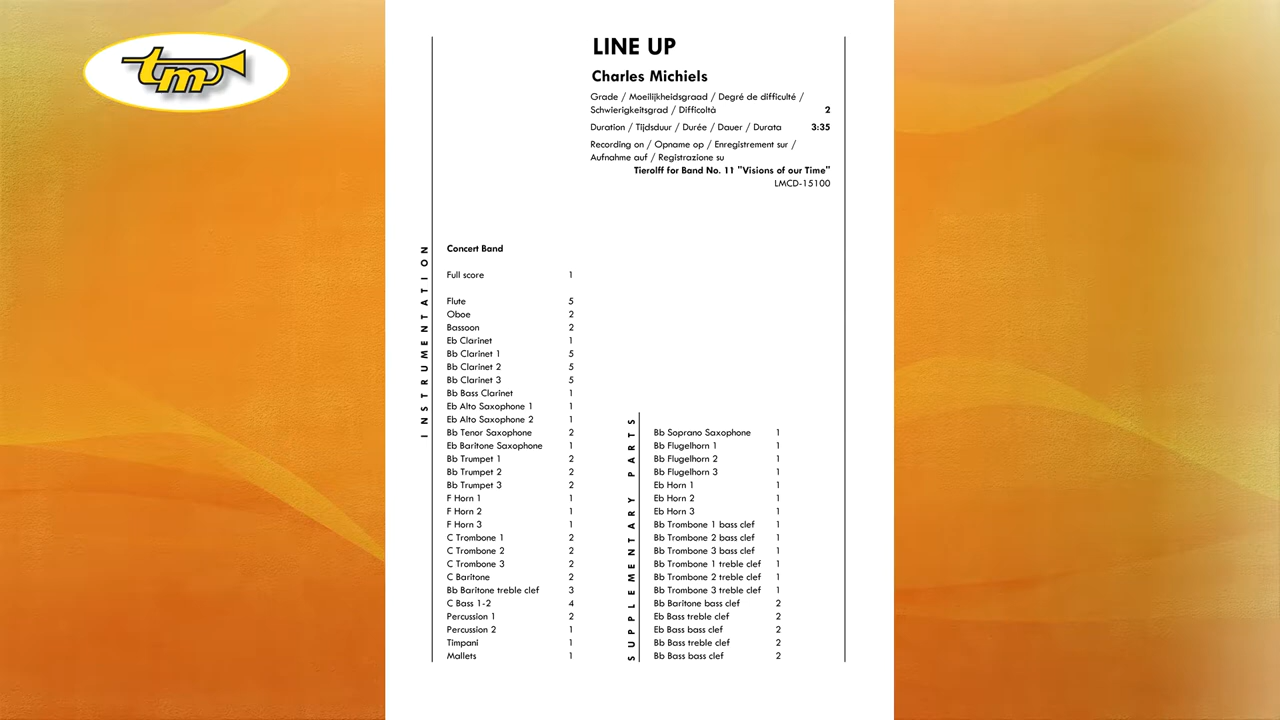 tm
LINE UP
Charles Michiels
Grade / Moeilijkheidsgraad / Degré de difficulté /
Schwierigkeitsgrad / Difficoltà 2
Duration / Tijdsduur / Durée / Dauer / Durata 3:35
Recording on / Opname op / Enregistrement sur /
Aufnahme auf / Registrazione su
Tierolff for Band No. 11 "Visions of our Time"
LMCD-15100
INSTRUMENTATION
Concert Band
Full score 1
Flute 5
Oboe 2
Bassoon 2
Eb Clarinet 1
Bb Clarinet 1 5
Bb Clarinet 2 5
Bb Clarinet 3 5
Bb Bass Clarinet 1
Eb Alto Saxophone 1 1
Eb Alto Saxophone 2 1
Bb Tenor Saxophone 2
Eb Baritone Saxophone 1
Bb Trumpet 1 2
Bb Trumpet 2 2
Bb Trumpet 3 2
F Horn 1 1
F Horn 2 1
F Horn 3 1
C Trombone 1 2
C Trombone 2 2
C Trombone 3 2
C Baritone 2
Bb Baritone treble clef 3
C Bass 1-2 4
Percussion 1 2
Percussion 2 1
Timpani 1
Mallets 1
SUPPLEMENTARY PARTS
Bb Soprano Saxophone 1
Bb Flugelhorn 1 1
Bb Flugelhorn 2 1
Bb Flugelhorn 3 1
Eb Horn 1 1
Eb Horn 2 1
Eb Horn 3 1
Bb Trombone 1 bass clef 1
Bb Trombone 2 bass clef 1
Bb Trombone 3 bass clef 1
Bb Trombone 1 treble clef 1
Bb Trombone 2 treble clef 1
Bb Trombone 3 treble clef 1
Bb Baritone bass clef 2
Eb Bass treble clef 2
Eb Bass bass clef 2
Bb Bass treble clef 2
Bb Bass bass clef 2